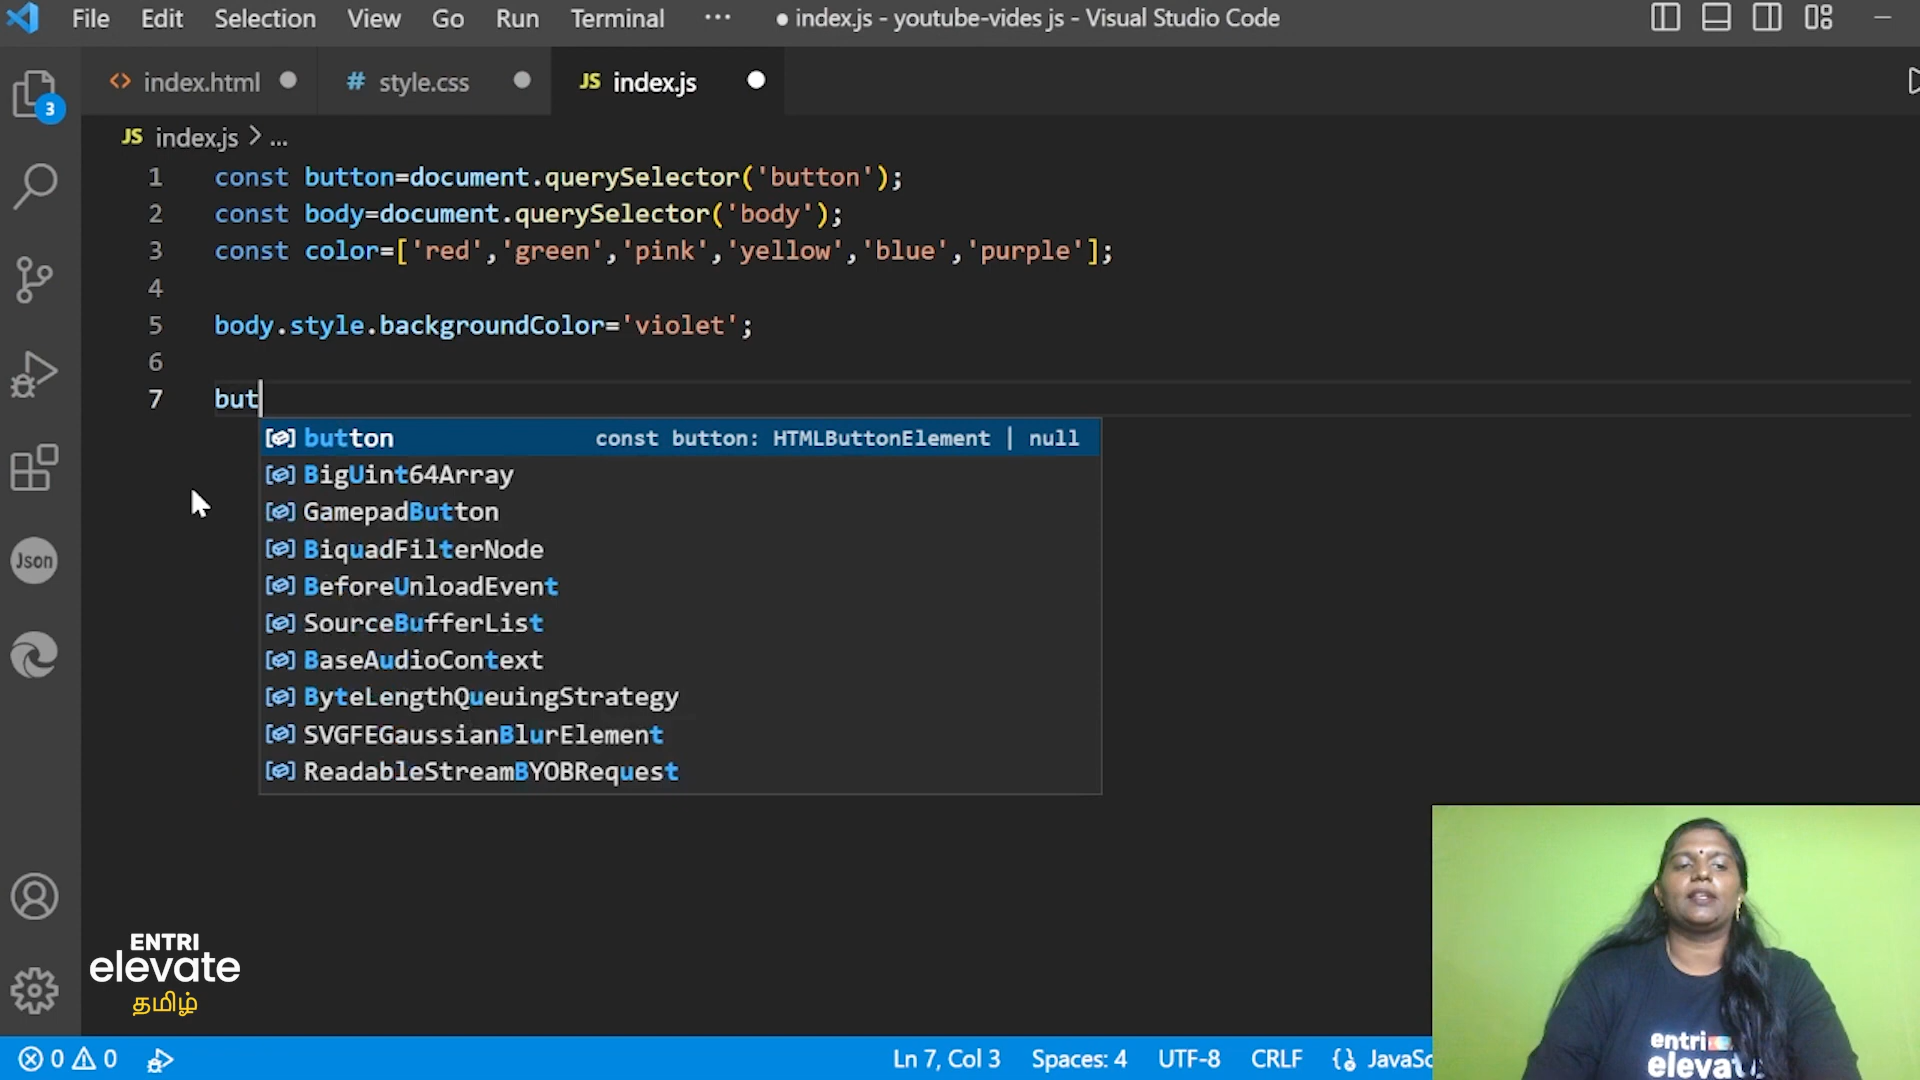 File Edit Selection View Go Run Terminal ··· ● index.js - youtube-vides js - Visual Studio Code
index.html style.css JS index.js
3
JS index.js > ...
1 const button=document.querySelector('button');
2 const body=document.querySelector('body');
3 const color=['red','green','pink','yellow','blue','purple'];
4
5 body.style.backgroundColor='violet';
6
7 but
button const button: HTMLButtonElement | null
BigUint64Array
GamepadButton
BiquadFilterNode
BeforeUnloadEvent
SourceBufferList
BaseAudioContext
ByteLengthQueuingStrategy
SVGFEGaussianBlurElement
ReadableStreamBYOBRequest
Json
ENTRI
elevate
தமிழ்
entri
elevat
0 0 Ln 7, Col 3 Spaces: 4 UTF-8 CRLF JavaSc